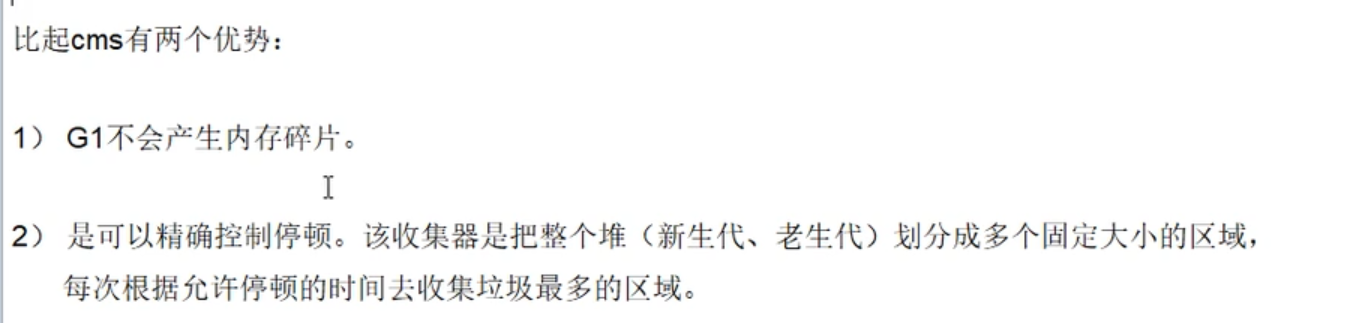 比起cms有两个优势：
1） G1不会产生内存碎片。
2） 是可以精确控制停顿。该收集器是把整个堆（新生代、老生代）划分成多个固定大小的区域，
每次根据允许停顿的时间去收集垃圾最多的区域。